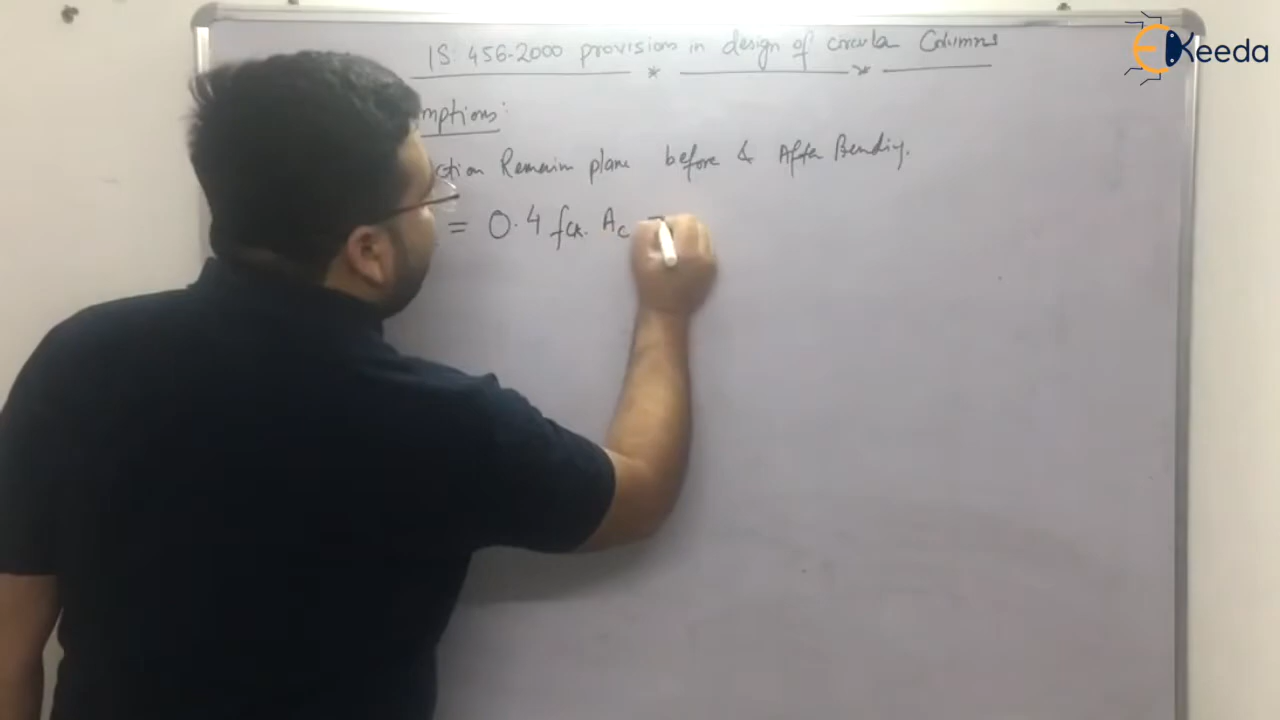 IS: 456-2000 provisions in design of circular Columns
mptions:
ction Remain plane before & After Bending.
= 0.4 fck. Ac
EKeeda